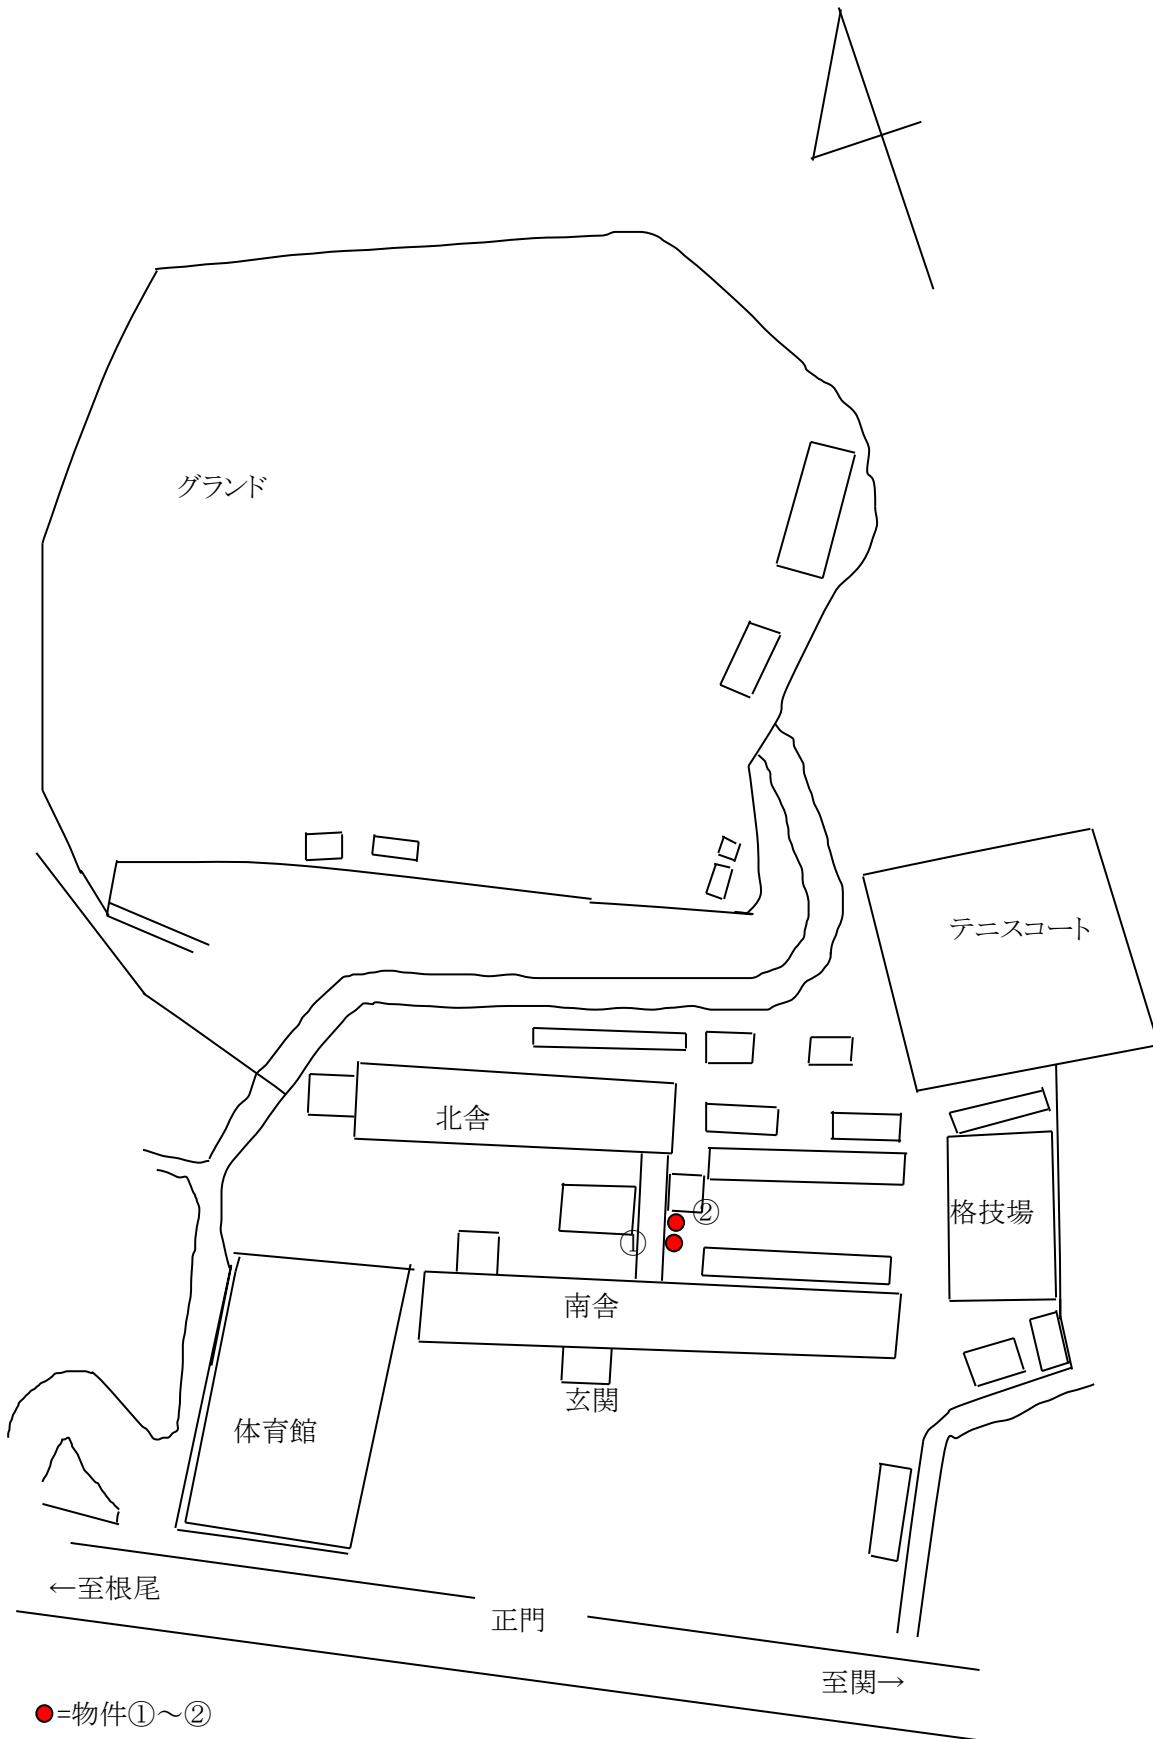 グランド
テニスコート
北舎
格技場
②
①
南舎
玄関
体育館
←至根尾
正門
至関→
=物件①～②